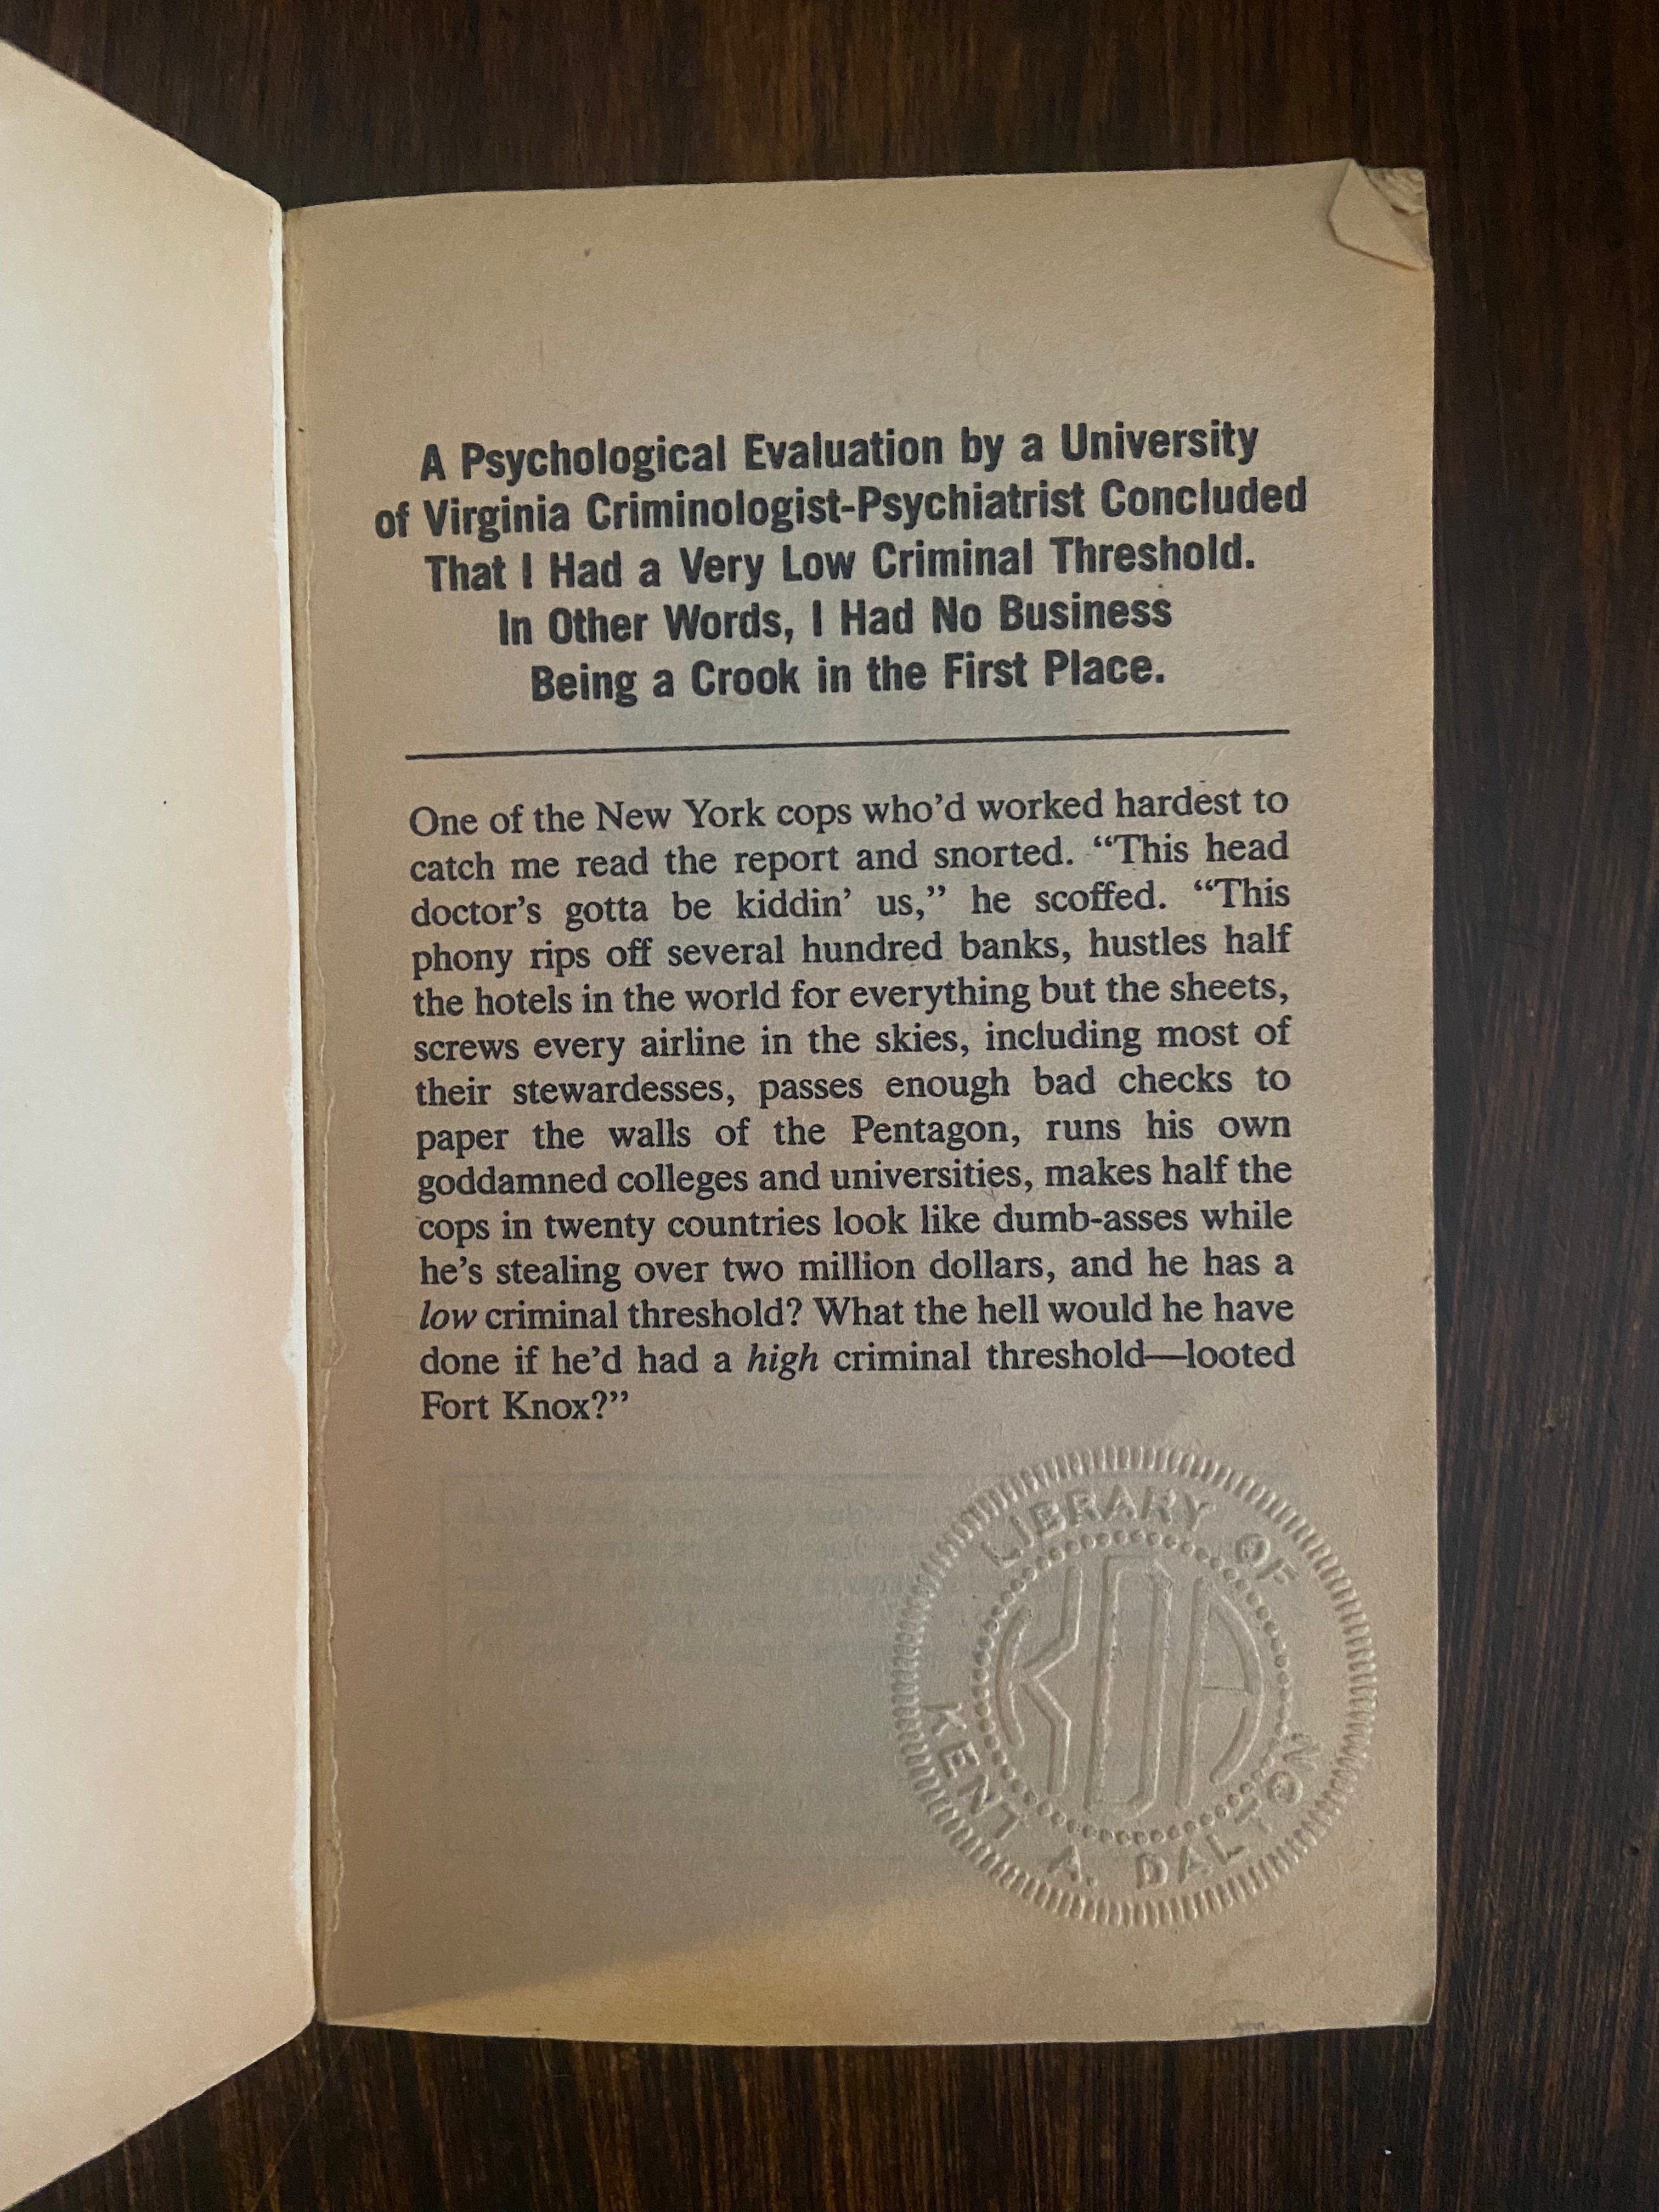 A Psychological Evaluation by a University
of Virginia Criminologist-Psychiatrist Concluded
That I Had a Very Low Criminal Threshold.
In Other Words, I Had No Business
Being a Crook in the First Place.
One of the New York cops who’d worked hardest to
catch me read the report and snorted. “This head
doctor’s gotta be kiddin’ us,” he scoffed. “This
phony rips off several hundred banks, hustles half
the hotels in the world for everything but the sheets,
screws every airline in the skies, including most of
their stewardesses, passes enough bad checks to
paper the walls of the Pentagon, runs his own
goddamned colleges and universities, makes half the
cops in twenty countries look like dumb-asses while
he’s stealing over two million dollars, and he has a
low criminal threshold? What the hell would he have
done if he’d had a high criminal threshold—looted
Fort Knox?”
LIBRARY OF
KDA
KENT A. DALTON